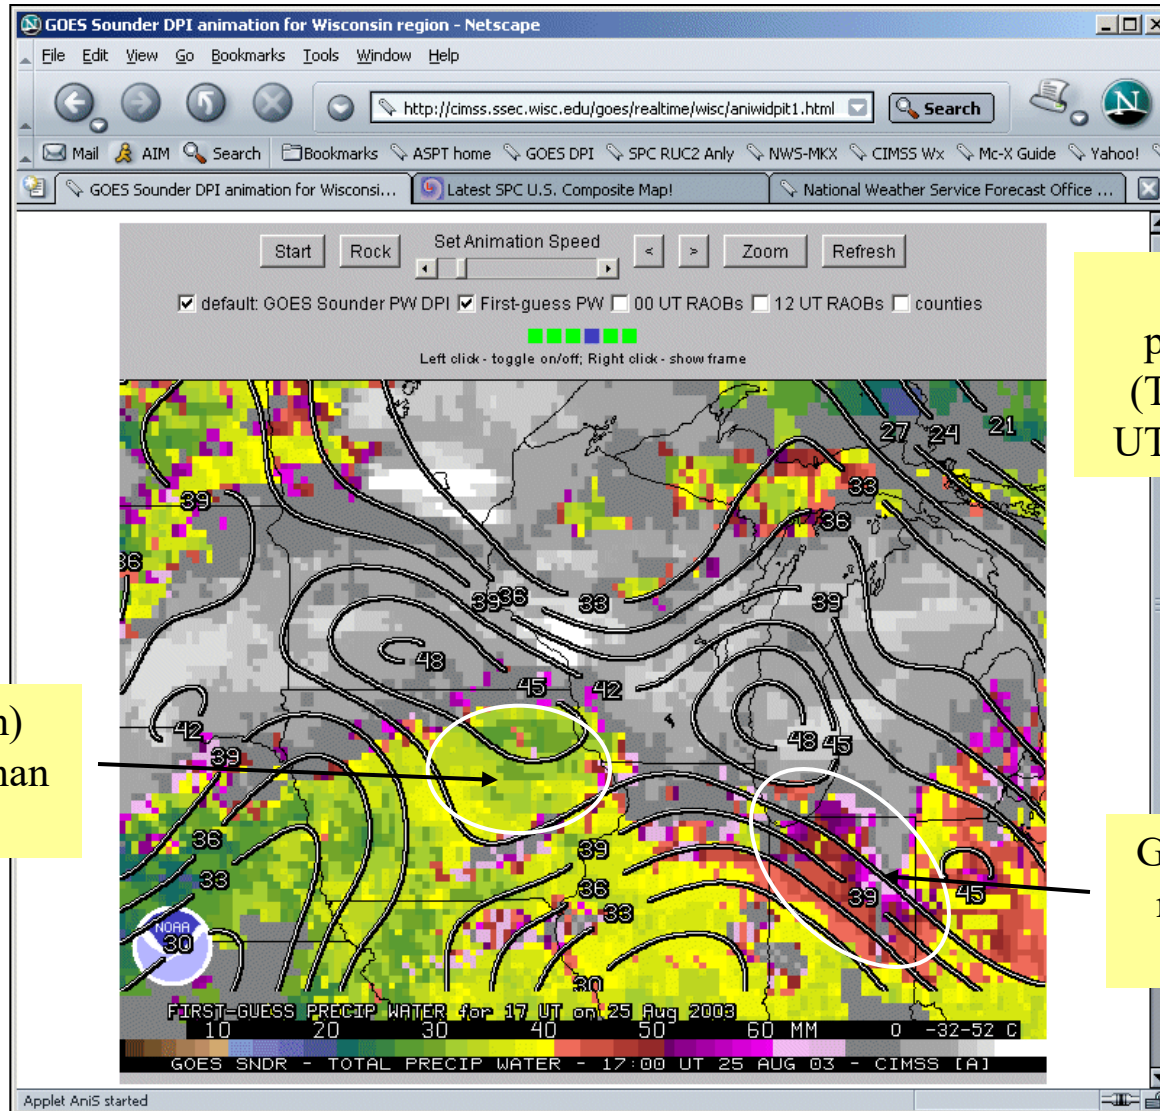 GOES Sounder DPI animation for Wisconsin region - Netscape
File Edit View Go Bookmarks Tools Window Help
http://cimss.ssec.wisc.edu/goes/realtime/wisc/aniwidpit1.html Search N
Mail AIM Search Bookmarks ASPT home GOES DPI SPC RUC2 Anly NWS-MKX CIMSS Wx Mc-X Guide Yahoo!
GOES Sounder DPI animation for Wisconsi... Latest SPC U.S. Composite Map! National Weather Service Forecast Office ...
Start Rock Set Animation Speed < > Zoom Refresh
default: GOES Sounder PW DPI First-guess PW 00 UT RAOBs 12 UT RAOBs counties
Left click - toggle on/off; Right click - show frame
p
(T
UT
27 24 21
39 33
36
36
39 36 33 39
48
45 42
42 48 45
39
n)
nan
36 39
33 36 39 45
33
G
r
NOAA
30
30
FIRST-GUESS PRECIP WATER for 17 UT on 25 Aug 2003
10 20 30 40 50 60 MM 0 -32-52 C
GOES SNDR - TOTAL PRECIP WATER - 17:00 UT 25 AUG 03 - CIMSS [A]
Applet AniS started